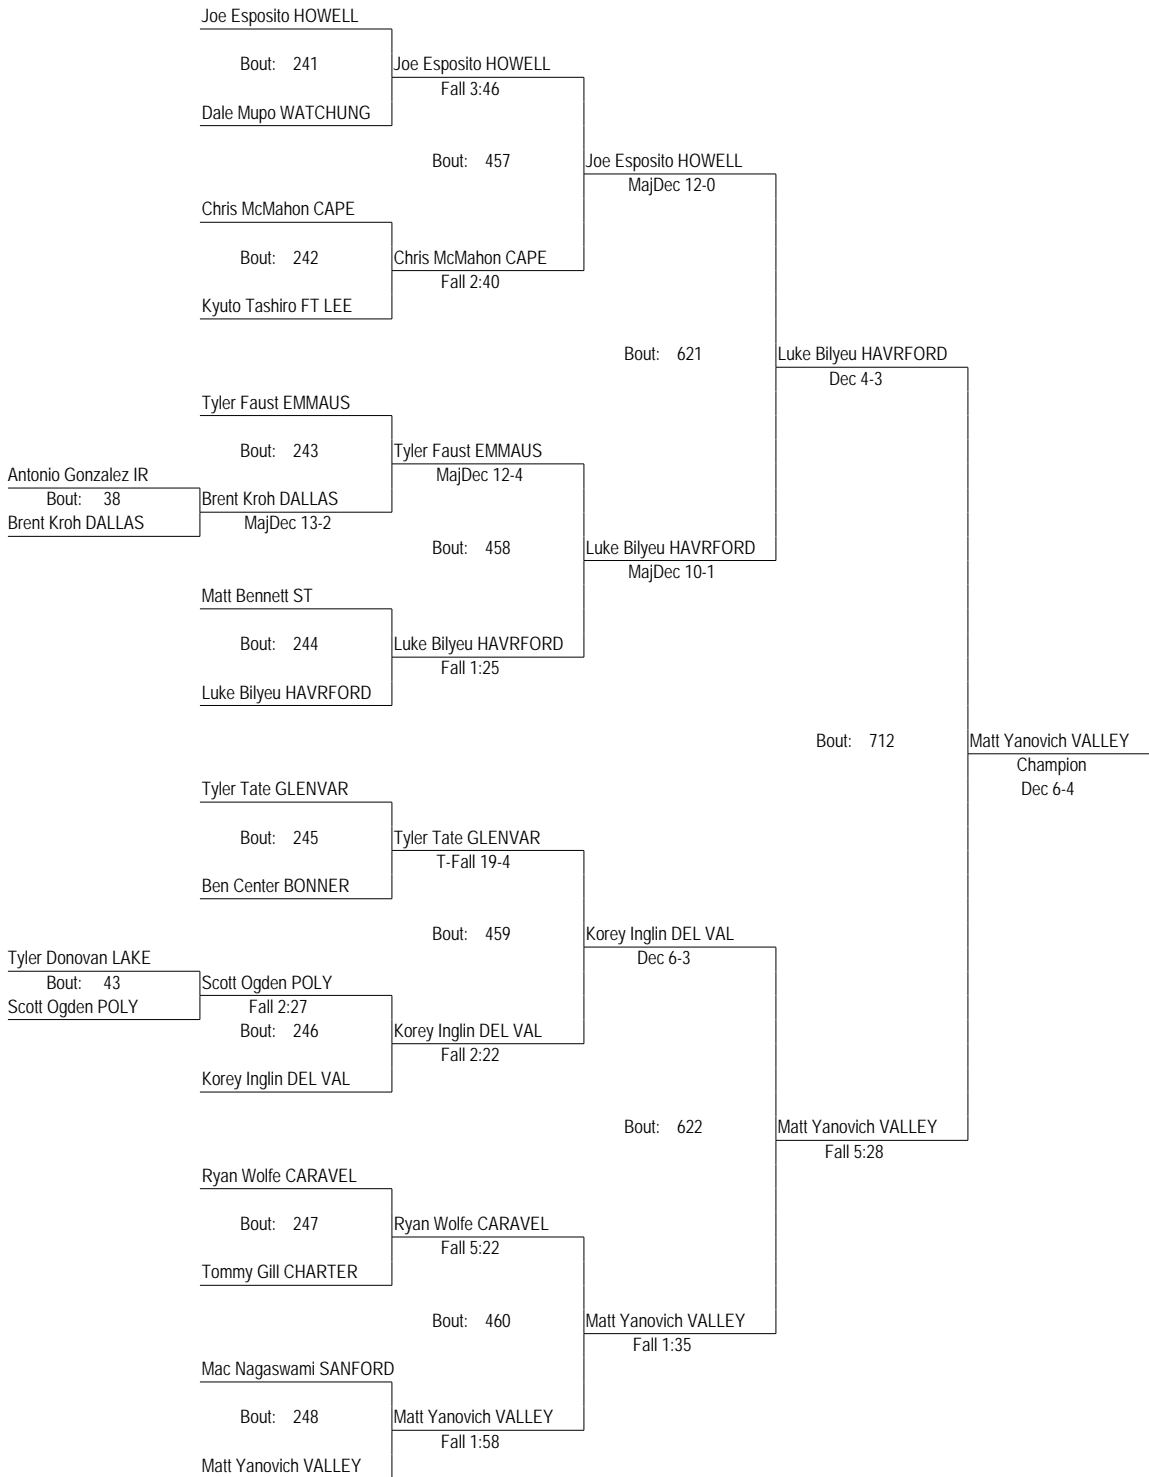 Joe Esposito HOWELL
Bout: 241
Joe Esposito HOWELL
Fall 3:46
Dale Mupo WATCHUNG
Bout: 457
Joe Esposito HOWELL
MajDec 12-0
Chris McMahon CAPE
Bout: 242
Chris McMahon CAPE
Fall 2:40
Kyuto Tashiro FT LEE
Bout: 621
Luke Bilyeu HAVRFORD
Dec 4-3
Tyler Faust EMMAUS
Bout: 243
Tyler Faust EMMAUS
MajDec 12-4
Antonio Gonzalez IR
Bout: 38
Brent Kroh DALLAS
Brent Kroh DALLAS
MajDec 13-2
Bout: 458
Luke Bilyeu HAVRFORD
MajDec 10-1
Matt Bennett ST
Bout: 244
Luke Bilyeu HAVRFORD
Fall 1:25
Luke Bilyeu HAVRFORD
Bout: 712
Matt Yanovich VALLEY
Champion
Dec 6-4
Tyler Tate GLENVAR
Bout: 245
Tyler Tate GLENVAR
T-Fall 19-4
Ben Center BONNER
Bout: 459
Korey Inglin DEL VAL
Dec 6-3
Tyler Donovan LAKE
Bout: 43
Scott Ogden POLY
Scott Ogden POLY
Fall 2:27
Bout: 246
Korey Inglin DEL VAL
Fall 2:22
Korey Inglin DEL VAL
Bout: 622
Matt Yanovich VALLEY
Fall 5:28
Ryan Wolfe CARAVEL
Bout: 247
Ryan Wolfe CARAVEL
Fall 5:22
Tommy Gill CHARTER
Bout: 460
Matt Yanovich VALLEY
Fall 1:35
Mac Nagaswami SANFORD
Bout: 248
Matt Yanovich VALLEY
Fall 1:58
Matt Yanovich VALLEY